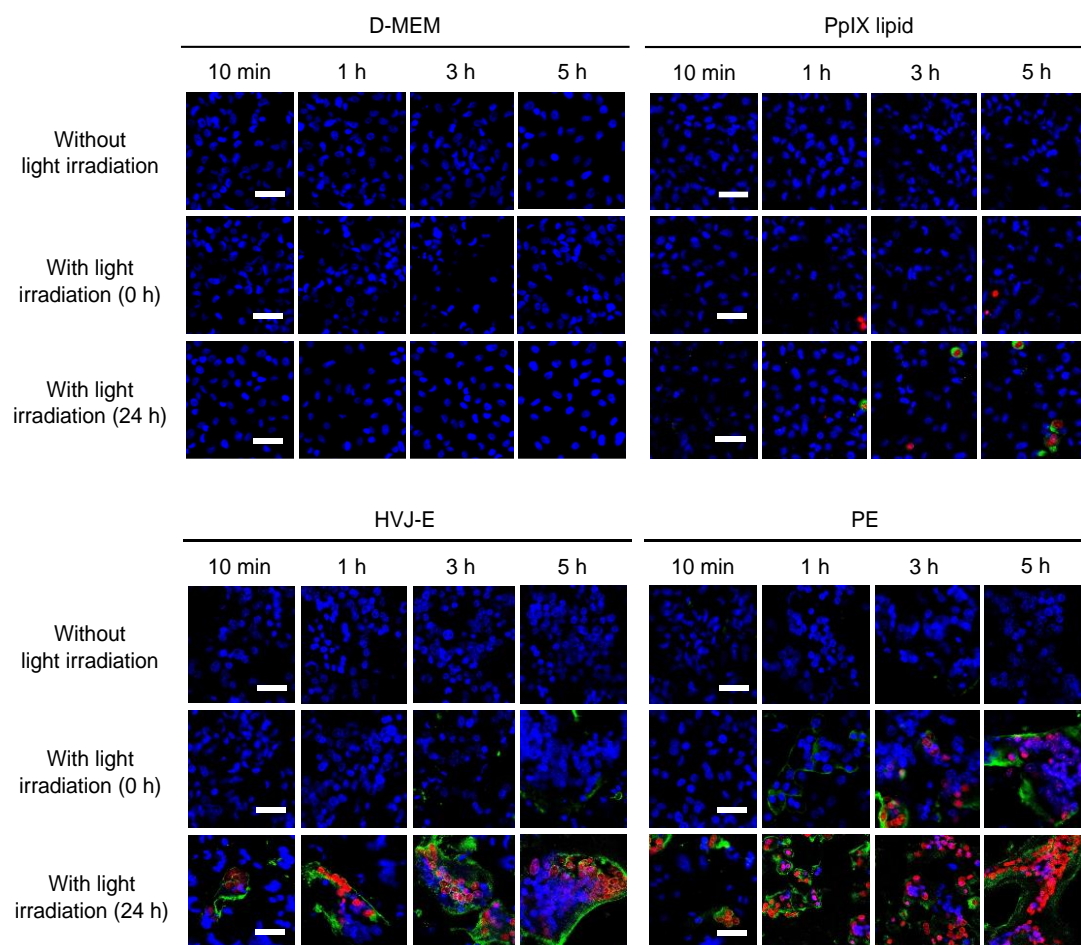 D-MEM PpIX lipid
10 min 1 h 3 h 5 h 10 min 1 h 3 h 5 h
Without
light irradiation
With light
irradiation (0 h)
With light
irradiation (24 h)
HVJ-E PE
10 min 1 h 3 h 5 h 10 min 1 h 3 h 5 h
Without
light irradiation
With light
irradiation (0 h)
With light
irradiation (24 h)